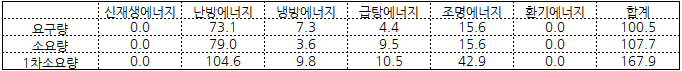 신재생에너지 난방에너지 냉방에너지 급탕에너지 조명에너지 환기에너지 합계
요구량 0.0 73.1 7.3 4.4 15.6 0.0 100.5
소요량 0.0 79.0 3.6 9.5 15.6 0.0 107.7
1차소요량 0.0 104.6 9.8 10.5 42.9 0.0 167.9